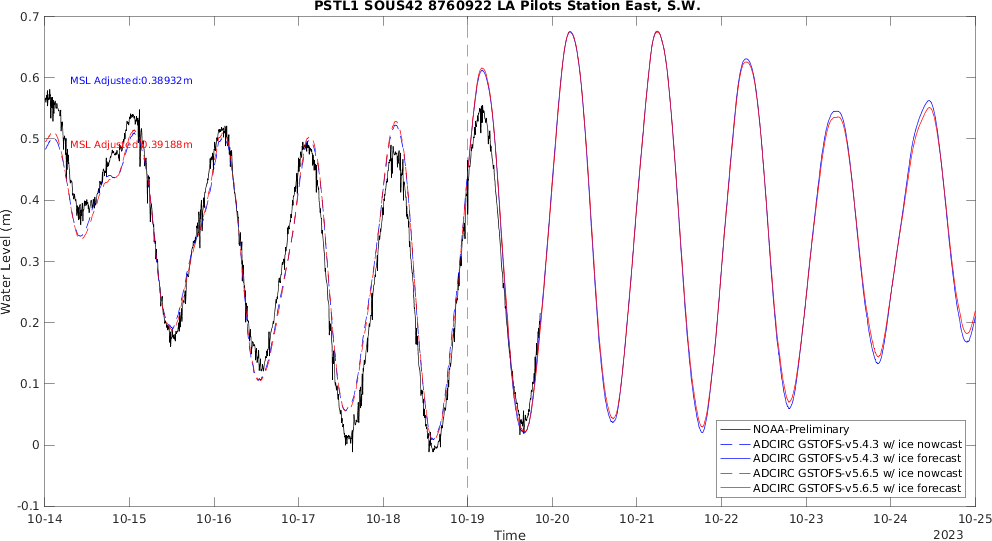 PSTL1 SOUS42 8760922 LA Pilots Station East, S.W.
0.7
0.6
0.5
0.4
0.3
0.2
0.1
0
-0.1
Water Level (m)
MSL Adjusted:0.38932m
MSL Adjusted:0.39188m
NOAA-Preliminary
ADCIRC GSTOFS-v5.4.3 w/ ice nowcast
ADCIRC GSTOFS-v5.4.3 w/ ice forecast
ADCIRC GSTOFS-v5.6.5 w/ ice nowcast
ADCIRC GSTOFS-v5.6.5 w/ ice forecast
10-14 10-15 10-16 10-17 10-18 10-19 10-20 10-21 10-22 10-23 10-24 10-25
Time
2023